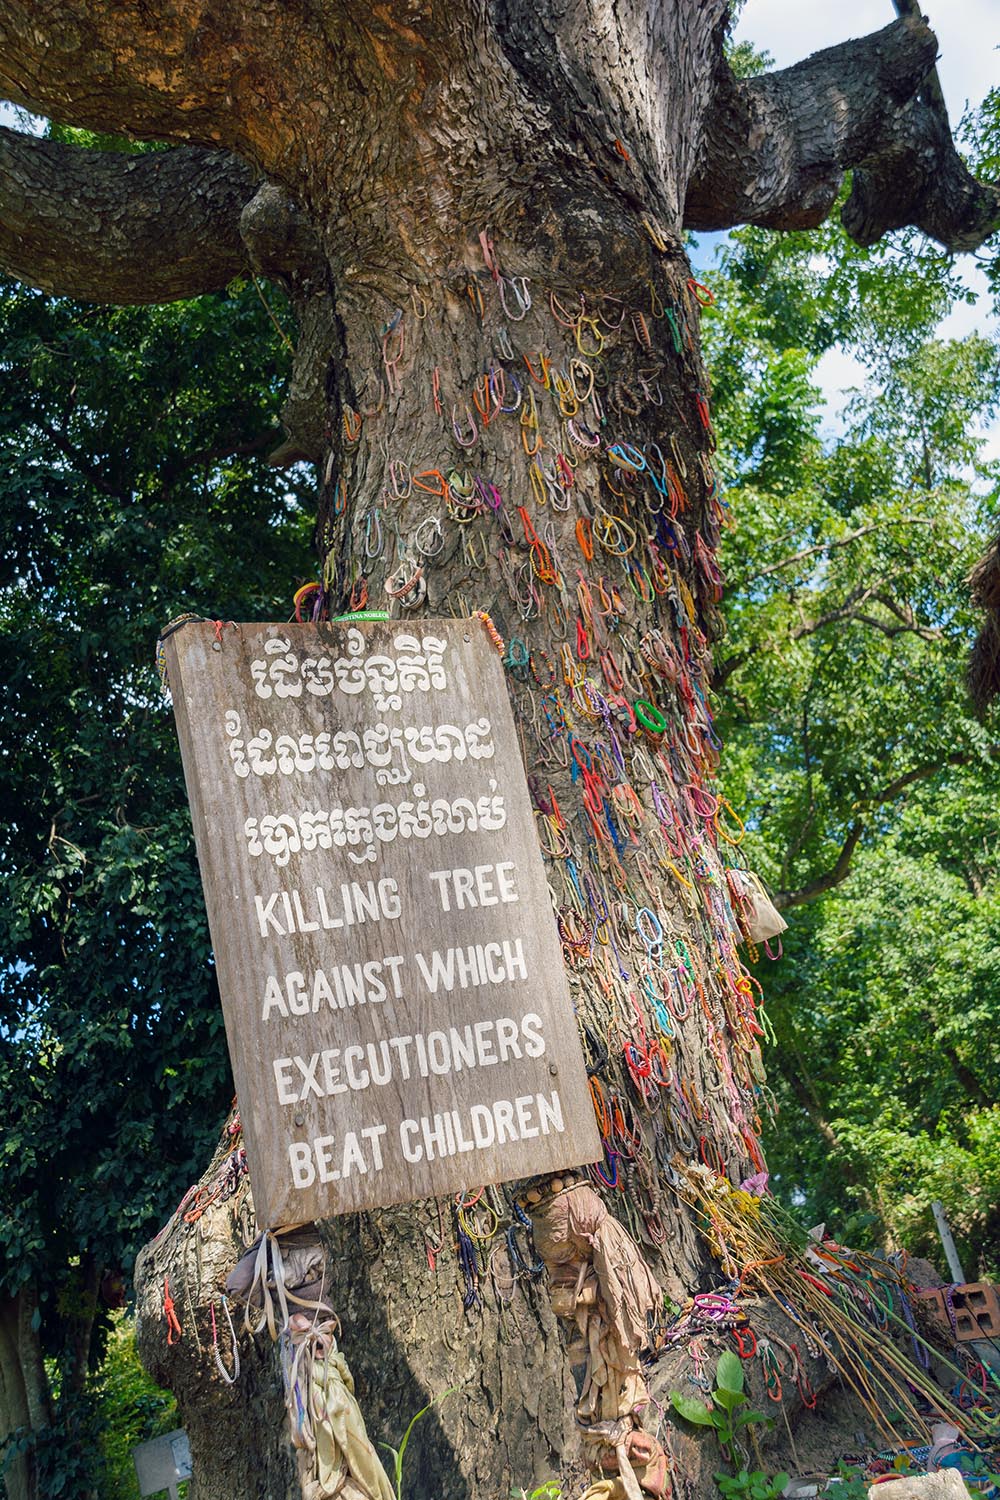 ដើមច័ន្ទគិរី
ដែលពេជ្ឈឃាដ
បោកក្មេងសំលាប់
KILLING TREE
AGAINST WHICH
EXECUTIONERS
BEAT CHILDREN